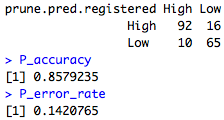 prune.pred.registered High Low
High 92 16
Low 10 65
> P_accuracy
[1] 0.8579235
> P_error_rate
[1] 0.1420765